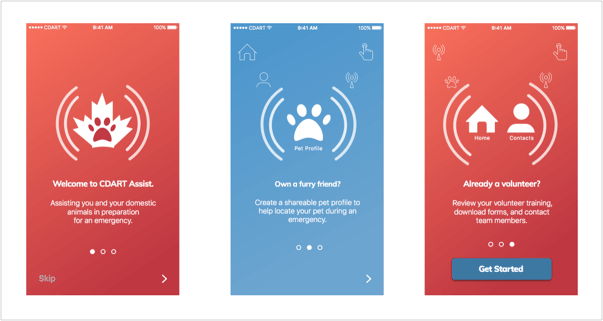 ●●●●● CDART 9:41 AM 100%
Welcome to CDART Assist.
Assisting you and your domestic
animals in preparation
for an emergency.
Skip
●●●●● CDART 9:41 AM 100%
Pet Profile
Own a furry friend?
Create a shareable pet profile to
help locate your pet during an
emergency.
●●●●● CDART 9:41 AM 100%
Home Contacts
Already a volunteer?
Review your volunteer training,
download forms, and contact
team members.
Get Started